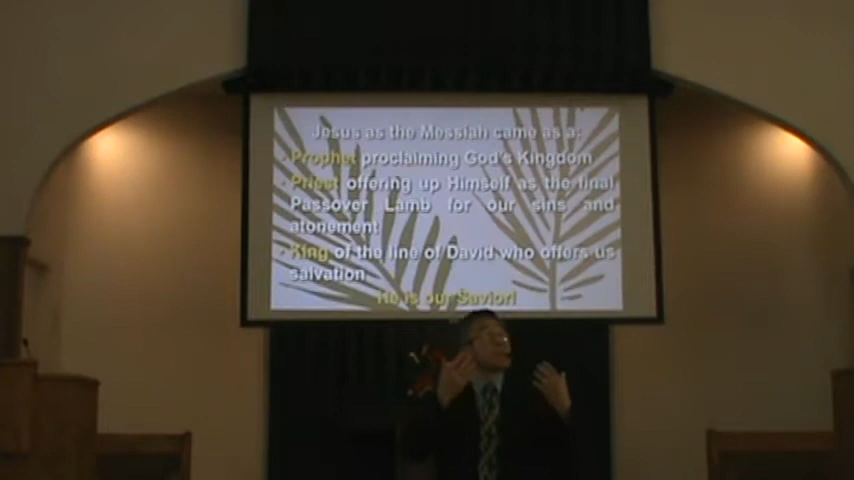 Jesus as the Messiah came as a:
· Prophet proclaiming God's Kingdom
· Priest offering up Himself as the final
Passover Lamb for our sins and
atonement
· King of the line of David who offers us
salvation.
He is our Savior!